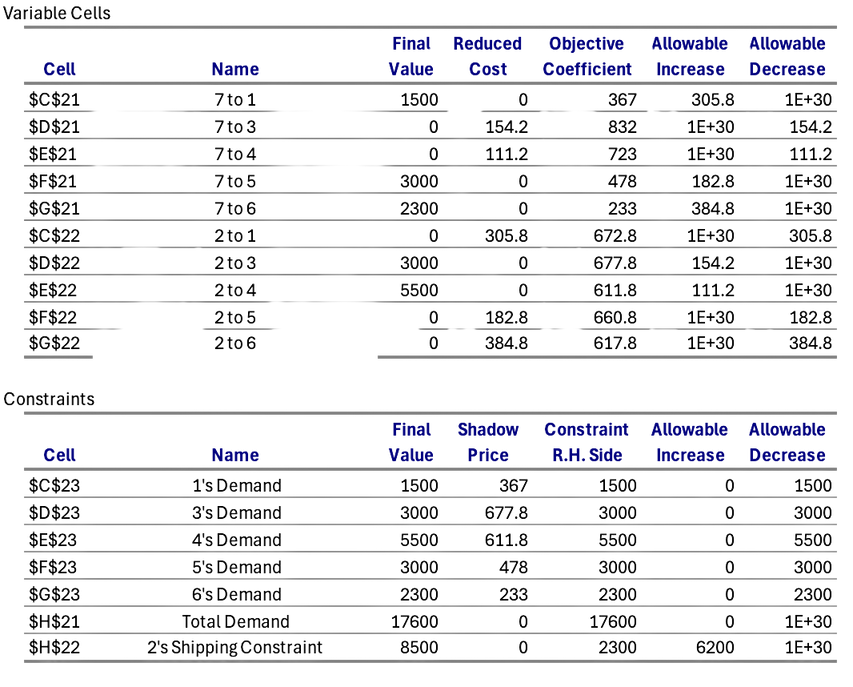 Variable Cells
Final Reduced Objective Allowable Allowable
Cell Name Value Cost Coefficient Increase Decrease
$C$21 7 to 1 1500 0 367 305.8 1E+30
$D$21 7 to 3 0 154.2 832 1E+30 154.2
$E$21 7 to 4 0 111.2 723 1E+30 111.2
$F$21 7 to 5 3000 0 478 182.8 1E+30
$G$21 7 to 6 2300 0 233 384.8 1E+30
$C$22 2 to 1 0 305.8 672.8 1E+30 305.8
$D$22 2 to 3 3000 0 677.8 154.2 1E+30
$E$22 2 to 4 5500 0 611.8 111.2 1E+30
$F$22 2 to 5 0 182.8 660.8 1E+30 182.8
$G$22 2 to 6 0 384.8 617.8 1E+30 384.8
Constraints
Final Shadow Constraint Allowable Allowable
Cell Name Value Price R.H. Side Increase Decrease
$C$23 1's Demand 1500 367 1500 0 1500
$D$23 3's Demand 3000 677.8 3000 0 3000
$E$23 4's Demand 5500 611.8 5500 0 5500
$F$23 5's Demand 3000 478 3000 0 3000
$G$23 6's Demand 2300 233 2300 0 2300
$H$21 Total Demand 17600 0 17600 0 1E+30
$H$22 2's Shipping Constraint 8500 0 2300 6200 1E+30